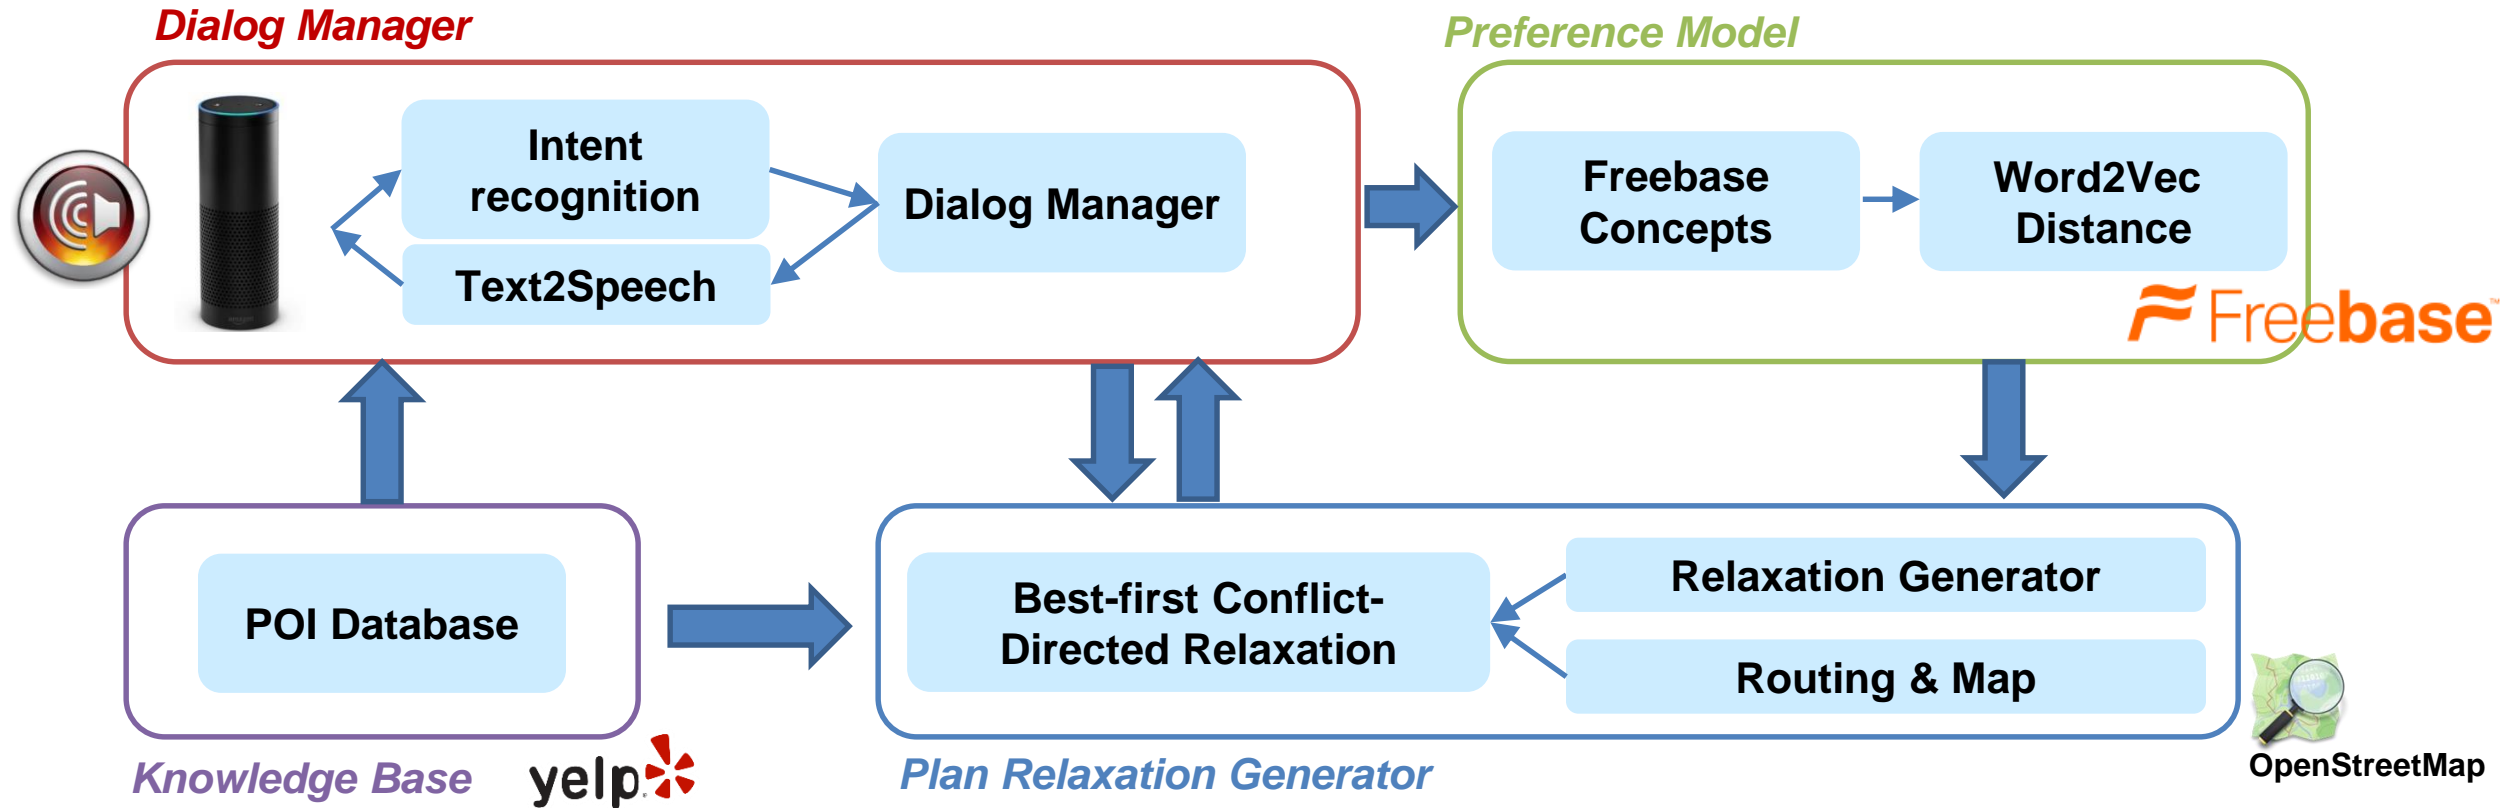 Dialog Manager
Preference Model
Intent
recognition
Dialog Manager
Text2Speech
Freebase
Concepts
Word2Vec
Distance
Freebase™
POI Database
Best-first Conflict-
Directed Relaxation
Relaxation Generator
Routing & Map
Knowledge Base
yelp
Plan Relaxation Generator
OpenStreetMap